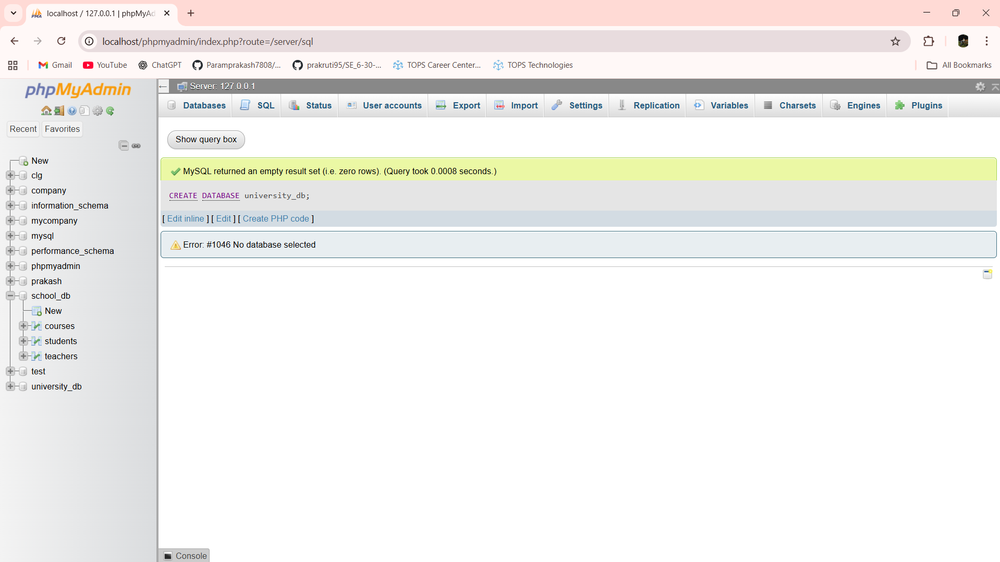 localhost / 127.0.0.1 | phpMyAd
localhost/phpmyadmin/index.php?route=/server/sql
Gmail
YouTube
ChatGPT
Paramprakash7808/...
prakruti95/SE_6-30-...
TOPS Career Center...
TOPS Technologies
All Bookmarks
phpMyAdmin
Recent
Favorites
New
clg
company
information_schema
mycompany
mysql
performance_schema
phpmyadmin
prakash
school_db
New
courses
students
teachers
test
university_db
Server: 127.0.0.1
Databases
SQL
Status
User accounts
Export
Import
Settings
Replication
Variables
Charsets
Engines
Plugins
Show query box
MySQL returned an empty result set (i.e. zero rows). (Query took 0.0008 seconds.)
CREATE DATABASE university_db;
[ Edit inline ] [ Edit ] [ Create PHP code ]
Error: #1046 No database selected
Console